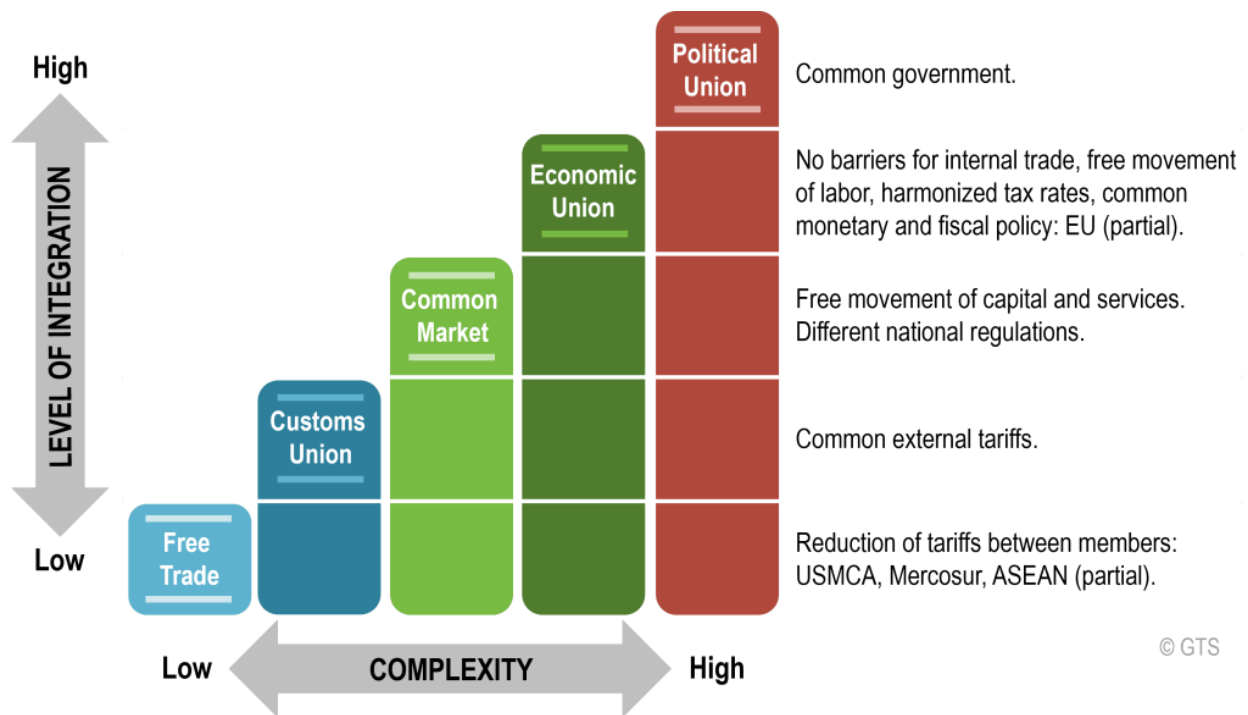 High
Political
Union
Common government.
Economic
Union
No barriers for internal trade, free movement
of labor, harmonized tax rates, common
monetary and fiscal policy: EU (partial).
LEVEL OF INTEGRATION
Common
Market
Free movement of capital and services.
Different national regulations.
Customs
Union
Common external tariffs.
Low
Free
Trade
Reduction of tariffs between members:
USMCA, Mercosur, ASEAN (partial).
Low
COMPLEXITY
High
© GTS